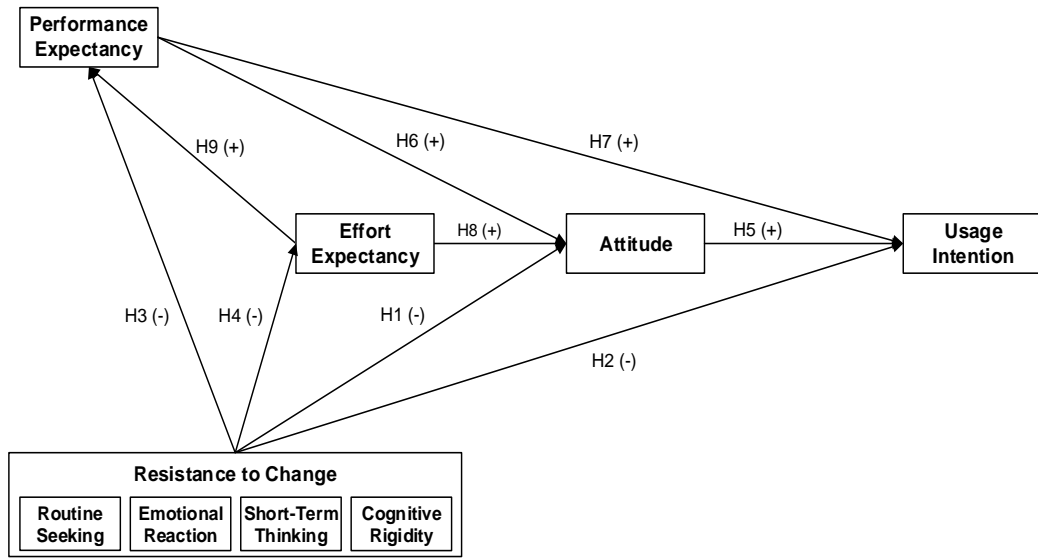 Performance
Expectancy
H6 (+)
H7 (+)
H9 (+)
Effort
Expectancy
H8 (+)
Attitude
H5 (+)
Usage
Intention
H3 (-)
H4 (-)
H1 (-)
H2 (-)
Resistance to Change
Routine
Seeking
Emotional
Reaction
Short-Term
Thinking
Cognitive
Rigidity